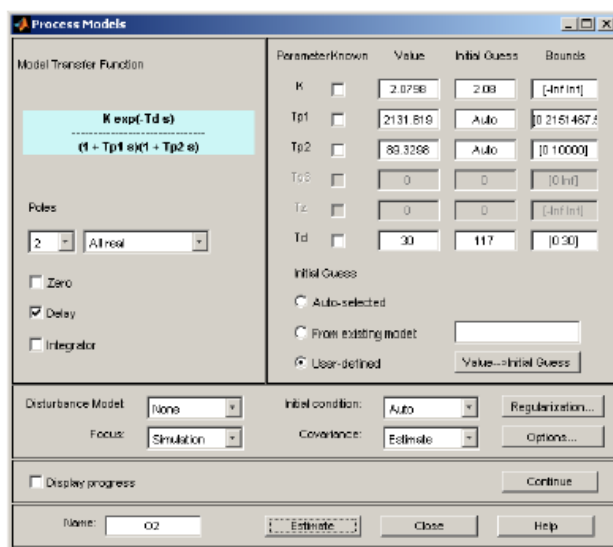 Process Models
Model Transfer Function
K exp(-Td s)
--------------------
(1 + Tp1 s)(1 + Tp2 s)
Poles
2 All real
Zero
Delay
Integrator
Parameter Known Value Initial Guess Bounds
K 2.0798 2.08 [-Inf Inf]
Tp1 2131.819 Auto [0 2151467.5
Tp2 89.3298 Auto [0 10000]
Tp3 0 0 [0 Inf]
Tz 0 0 [-Inf Inf]
Td 30 117 [0 30]
Initial Guess
Auto-selected
From existing model:
User-defined Value-->Initial Guess
Disturbance Model: None Initial condition: Auto Regularization...
Focus: Simulation Covariance: Estimate Options...
Display progress Continue
Name: O2 Estimate Close Help